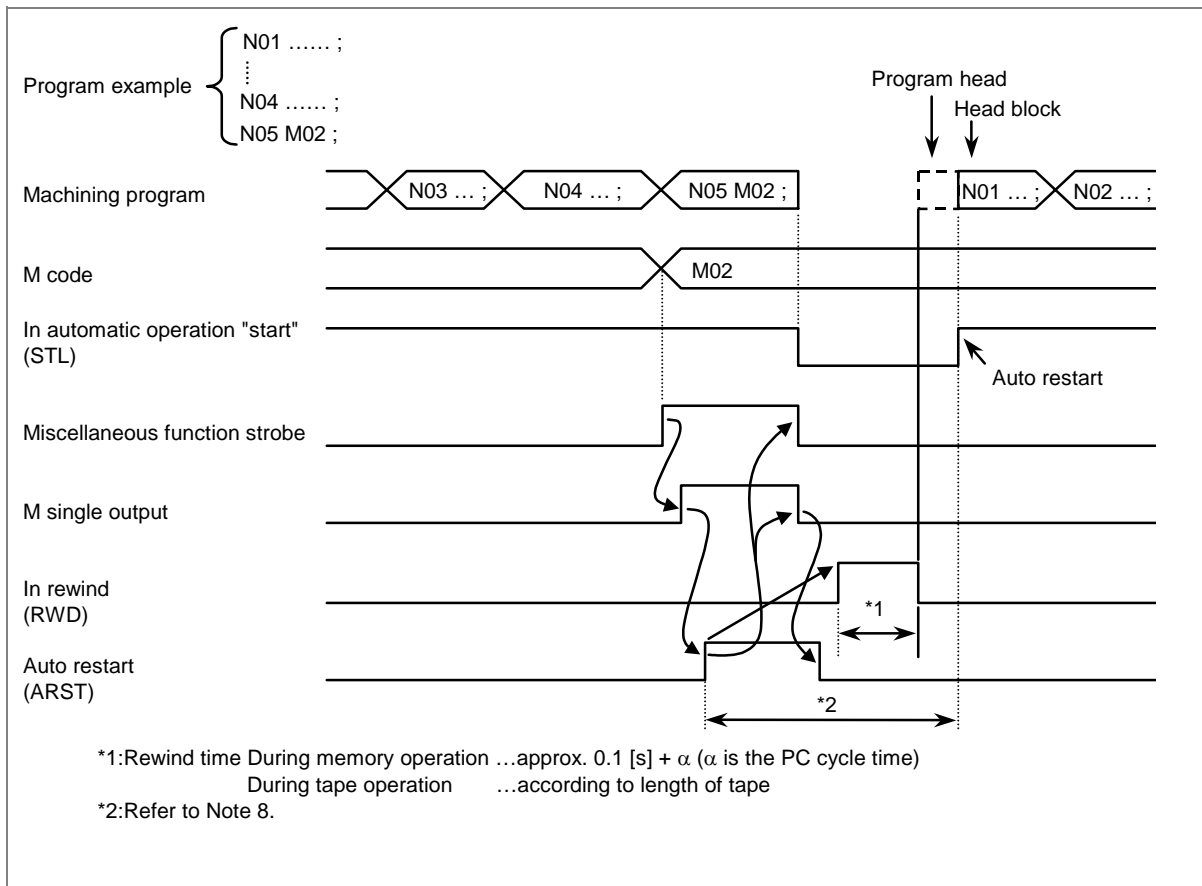 N01 …… ;
Program example
N04 …… ;
N05 M02 ;
Program head
Head block
Machining program
N03 … ;
N04 … ;
N05 M02 ;
N01 … ;
N02 … ;
M code
M02
In automatic operation "start"
(STL)
Auto restart
Miscellaneous function strobe
M single output
In rewind
(RWD)
*1
Auto restart
(ARST)
*2
*1:Rewind time During memory operation …approx. 0.1 [s] + α (α is the PC cycle time)
During tape operation …according to length of tape
*2:Refer to Note 8.